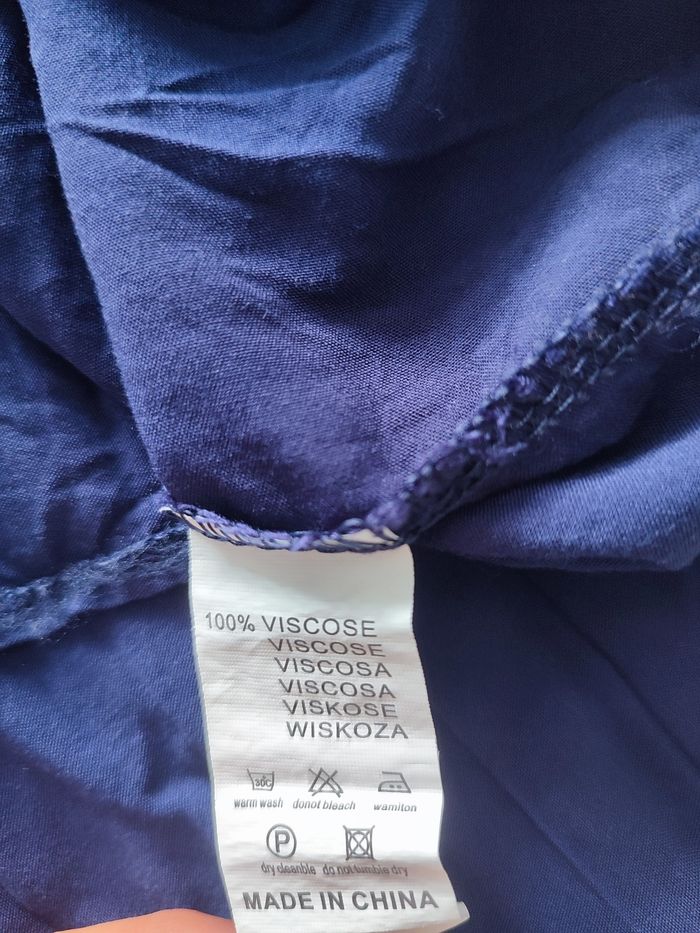 100% VISCOSE
VISCOSE
VISCOSA
VISCOSA
VISKOSE
WISKOZA
30C
warm wash donot bleach wamiton
P
dry cleanble do not tumble dry
MADE IN CHINA